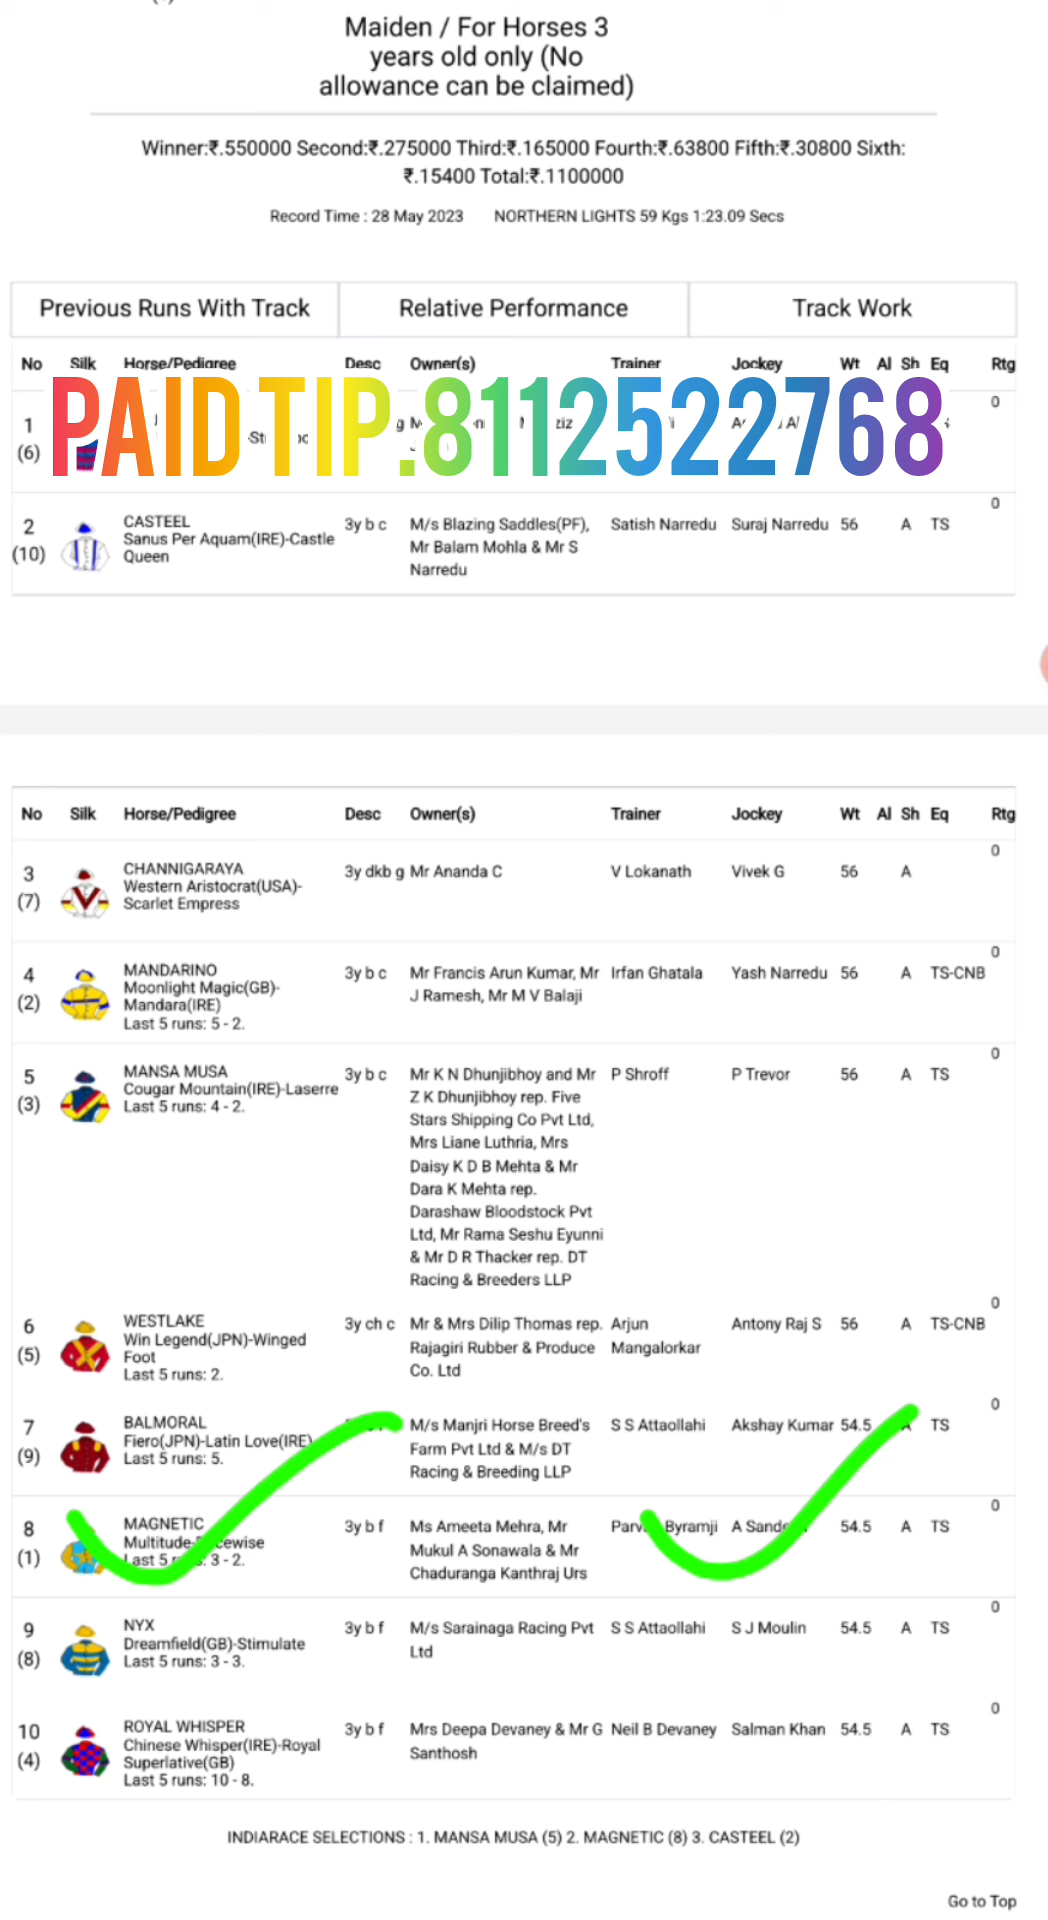 Maiden / For Horses 3
years old only (No
allowance can be claimed)
Winner:₹.550000 Second:₹.275000 Third:₹.165000 Fourth:₹.63800 Fifth:₹.30800 Sixth:
₹.15400 Total:₹.1100000
Record Time : 28 May 2023 NORTHERN LIGHTS 59 Kgs 1:23.09 Secs
Previous Runs With Track Relative Performance Track Work
No Silk Horse/Pedigree Desc Owner(s) Trainer Jockey Wt Al Sh Eq Rtg
PAID TIP.8112522768
1 0
(6)
0
2 CASTEEL 3y b c M/s Blazing Saddles(PF), Satish Narredu Suraj Narredu 56 A TS
(10) Sanus Per Aquam(IRE)-Castle Mr Balam Mohla & Mr S
Queen Narredu
No Silk Horse/Pedigree Desc Owner(s) Trainer Jockey Wt Al Sh Eq Rtg
0
3 CHANNIGARAYA 3y dkb g Mr Ananda C V Lokanath Vivek G 56 A
(7) Western Aristocrat(USA)-
Scarlet Empress
0
4 MANDARINO 3y b c Mr Francis Arun Kumar, Mr Irfan Ghatala Yash Narredu 56 A TS-CNB
(2) Moonlight Magic(GB)- J Ramesh, Mr M V Balaji
Mandara(IRE)
Last 5 runs: 5 - 2.
0
5 MANSA MUSA 3y b c Mr K N Dhunjibhoy and Mr P Shroff P Trevor 56 A TS
(3) Cougar Mountain(IRE)-Laserre Z K Dhunjibhoy rep. Five
Last 5 runs: 4 - 2. Stars Shipping Co Pvt Ltd,
Mrs Liane Luthria, Mrs
Daisy K D B Mehta & Mr
Dara K Mehta rep.
Darashaw Bloodstock Pvt
Ltd, Mr Rama Seshu Eyunni
& Mr D R Thacker rep. DT
Racing & Breeders LLP
0
6 WESTLAKE 3y ch c Mr & Mrs Dilip Thomas rep. Arjun Antony Raj S 56 A TS-CNB
(5) Win Legend(JPN)-Winged Rajagiri Rubber & Produce Mangalorkar
Foot Co. Ltd
Last 5 runs: 2.
0
7 BALMORAL M/s Manjri Horse Breed's S S Attaollahi Akshay Kumar 54.5 A TS
(9) Fiero(JPN)-Latin Love(IRE) Farm Pvt Ltd & M/s DT
Last 5 runs: 5. Racing & Breeding LLP
0
8 MAGNETIC 3y b f Ms Ameeta Mehra, Mr Byramji A 54.5 A TS
(1) Mukul A Sonawala & Mr
Last 5 3 - 2. Chaduranga Kanthraj Urs
0
9 NYX 3y b f M/s Sarainaga Racing Pvt S S Attaollahi S J Moulin 54.5 A TS
(8) Dreamfield(GB)-Stimulate Ltd
Last 5 runs: 3 - 3.
0
10 ROYAL WHISPER 3y b f Mrs Deepa Devaney & Mr G Neil B Devaney Salman Khan 54.5 A TS
(4) Chinese Whisper(IRE)-Royal Santhosh
Superlative(GB)
Last 5 runs: 10 - 8.
INDIARACE SELECTIONS : 1. MANSA MUSA (5) 2. MAGNETIC (8) 3. CASTEEL (2)
Go to Top